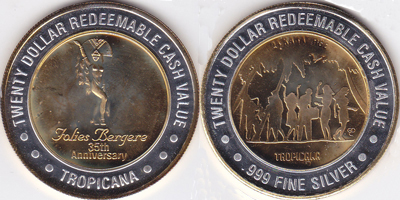 TWENTY DOLLAR REDEEMABLE CASH VALUE
Folies Bergere
35th
Anniversary
• TROPICANA •
TWENTY DOLLAR REDEEMABLE CASH VALUE
TROPICANA
• .999 FINE SILVER •